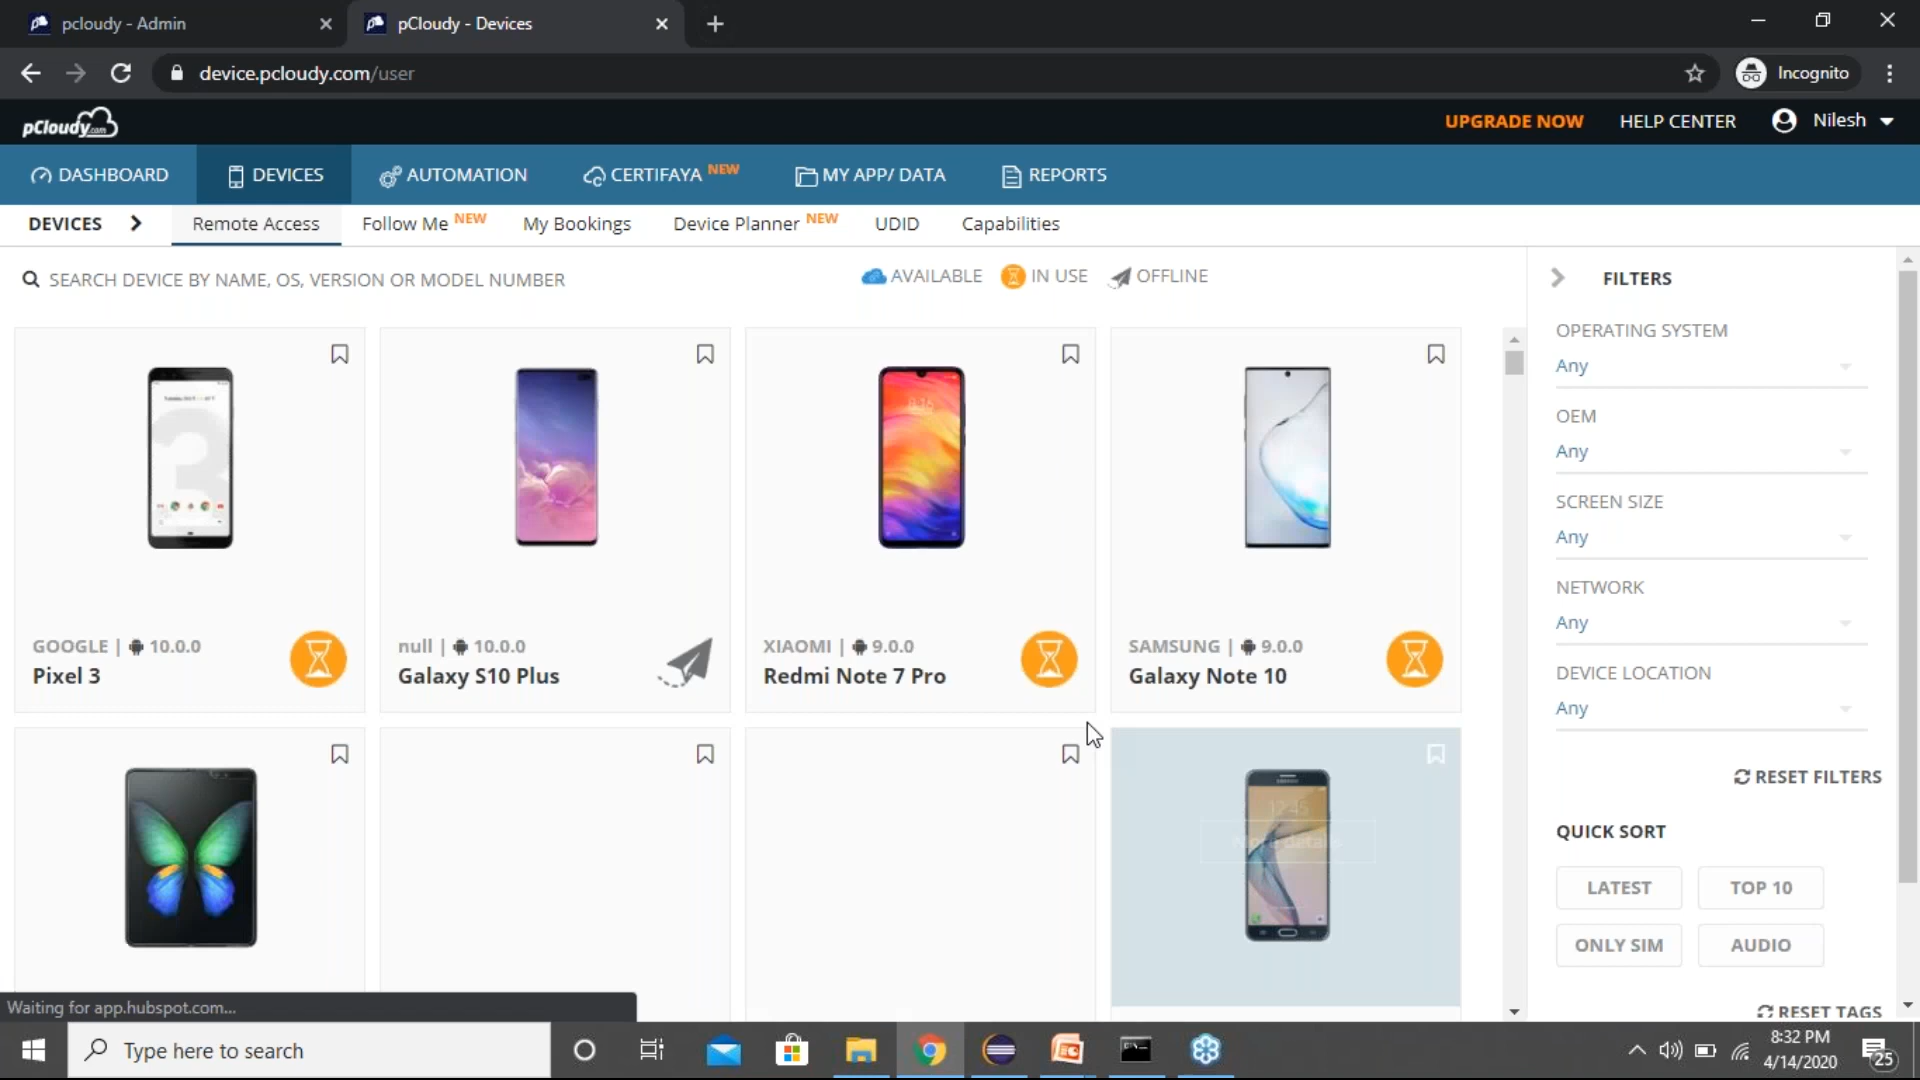 pcloudy - Admin
pCloudy - Devices
device.pcloudy.com/user
Incognito
pCloudy.com
UPGRADE NOW
HELP CENTER
Nilesh
DASHBOARD
DEVICES
AUTOMATION
CERTIFAYA NEW
MY APP/ DATA
REPORTS
DEVICES
Remote Access
Follow Me NEW
My Bookings
Device Planner NEW
UDID
Capabilities
SEARCH DEVICE BY NAME, OS, VERSION OR MODEL NUMBER
AVAILABLE
IN USE
OFFLINE
FILTERS
OPERATING SYSTEM
Any
OEM
Any
SCREEN SIZE
Any
NETWORK
Any
DEVICE LOCATION
Any
RESET FILTERS
QUICK SORT
LATEST
TOP 10
ONLY SIM
AUDIO
RESET TAGS
GOOGLE | 10.0.0
Pixel 3
null | 10.0.0
Galaxy S10 Plus
XIAOMI | 9.0.0
Redmi Note 7 Pro
SAMSUNG | 9.0.0
Galaxy Note 10
12:45
More details
Waiting for app.hubspot.com...
Type here to search
8:32 PM
4/14/2020
25